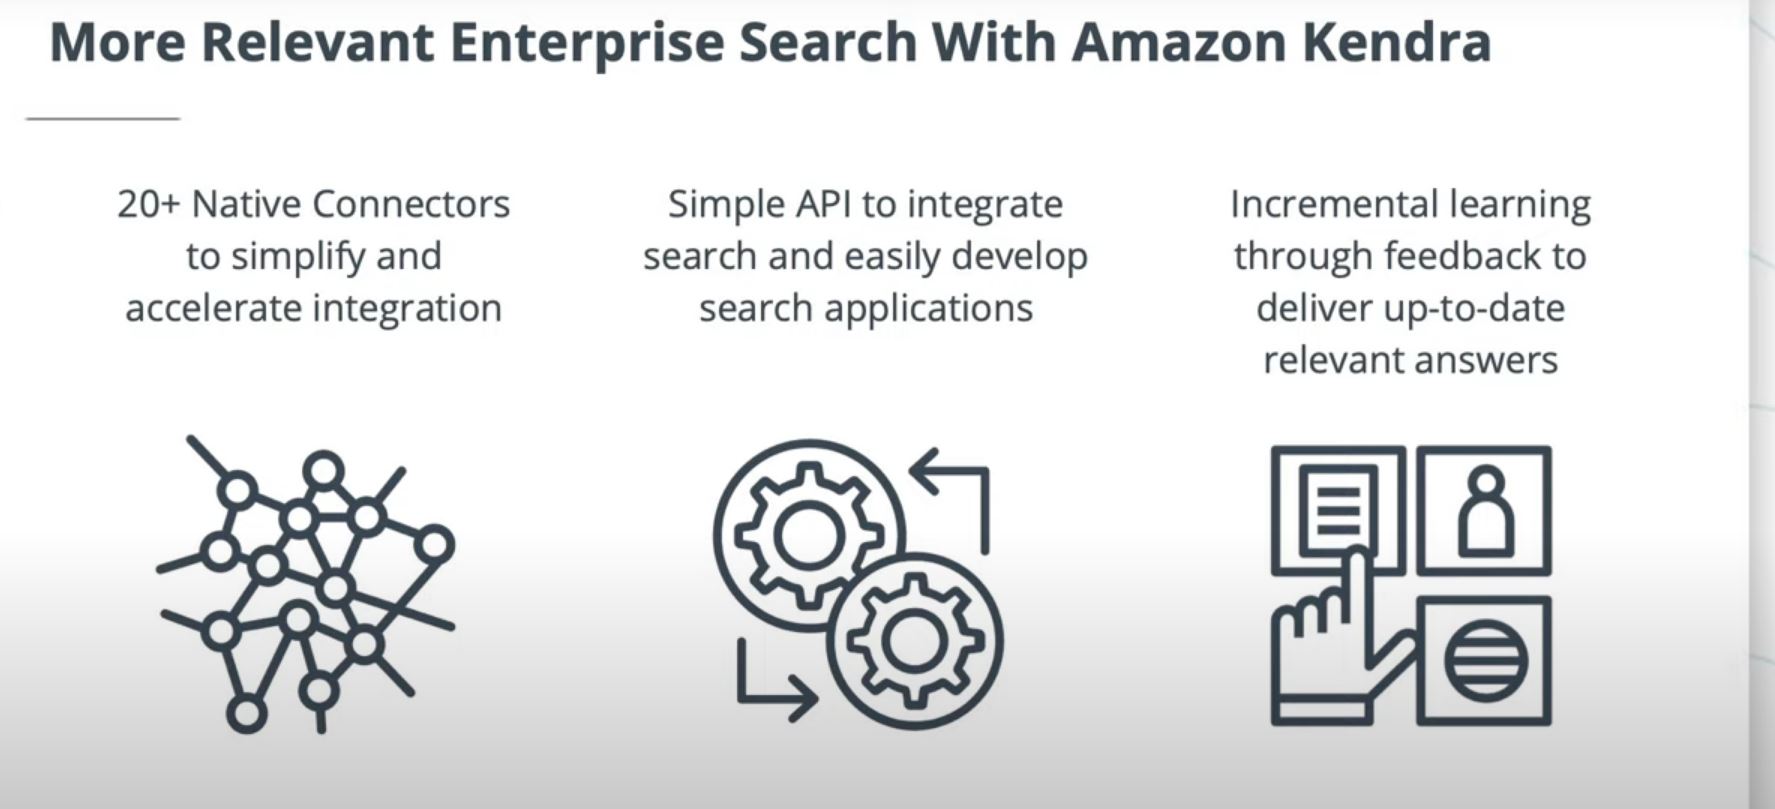 More Relevant Enterprise Search With Amazon Kendra
20+ Native Connectors
to simplify and
accelerate integration
Simple API to integrate
search and easily develop
search applications
Incremental learning
through feedback to
deliver up-to-date
relevant answers